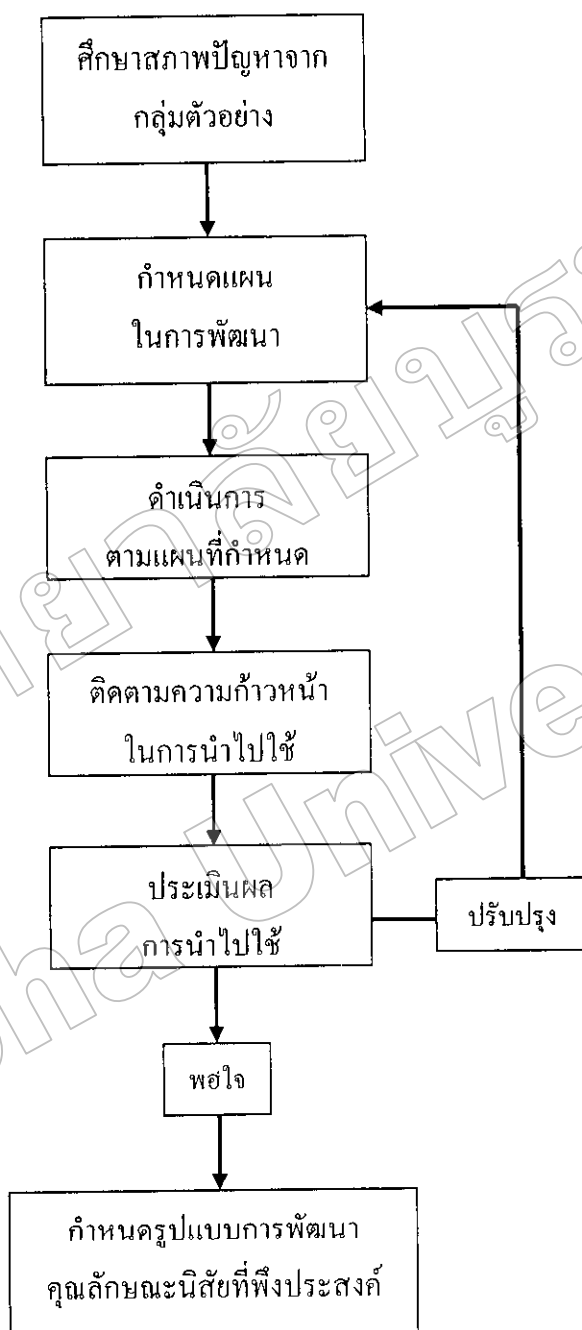 ศึกษาสภาพปัญหาจาก
กลุ่มตัวอย่าง
กำหนดแผน
ในการพัฒนา
ดำเนินการ
ตามแผนที่กำหนด
ติดตามความก้าวหน้า
ในการนำไปใช้
ประเมินผล
การนำไปใช้
ปรับปรุง
พอใจ
กำหนดรูปแบบการพัฒนา
คุณลักษณะนิสัยที่พึงประสงค์